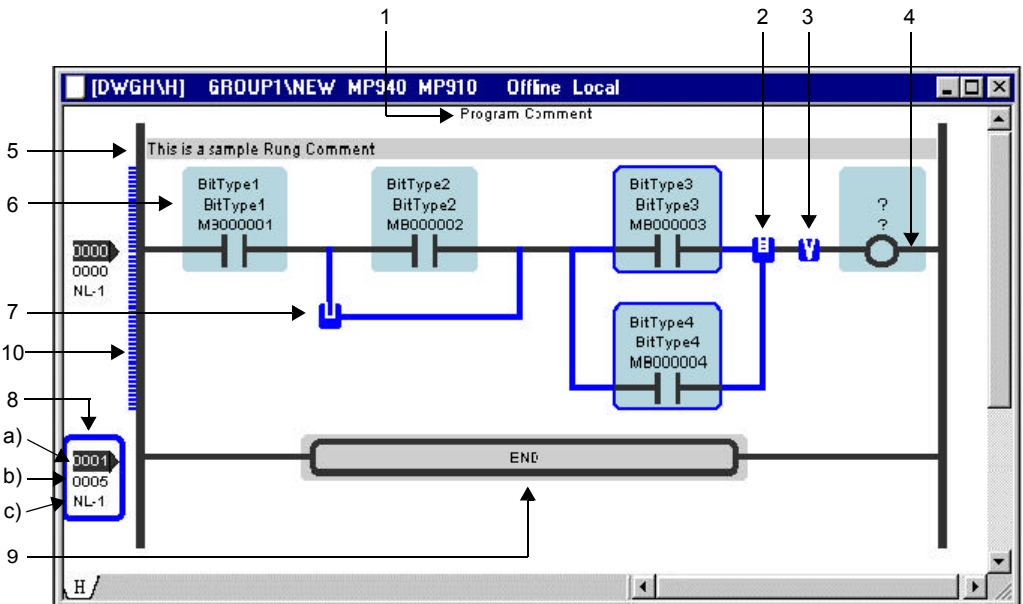 1 2 3 4
[DWGH\H] GROUP1\NEW MP940 MP910 Offline Local
Program Comment
5
This is a sample Rung Comment
6
BitType1
BitType1
MB000001
BitType2
BitType2
MB000002
BitType3
BitType3
MB000003
?
?
0000
0000
NL-1
7
BitType4
BitType4
MB000004
10
8
a)
0001
b)
0005
c)
NL-1
END
9
H